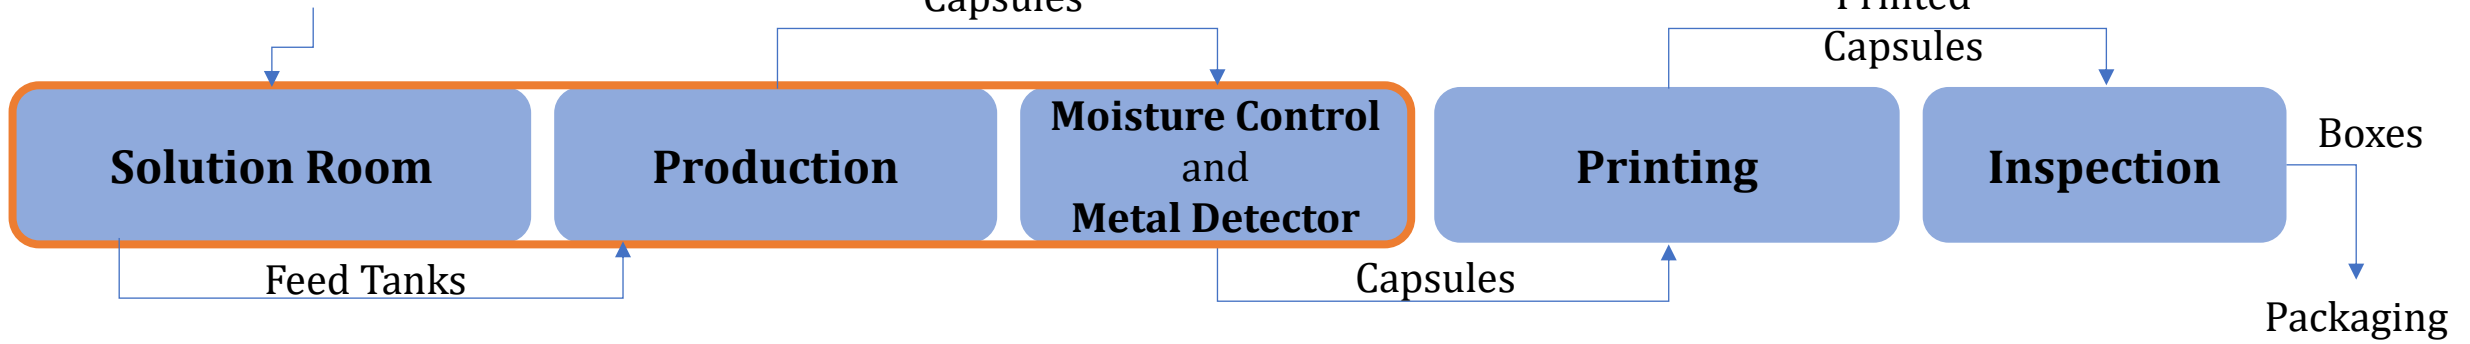 Capsules
Printed
Capsules
Solution Room
Production
Moisture Control
and
Metal Detector
Printing
Inspection
Boxes
Feed Tanks
Capsules
Packaging